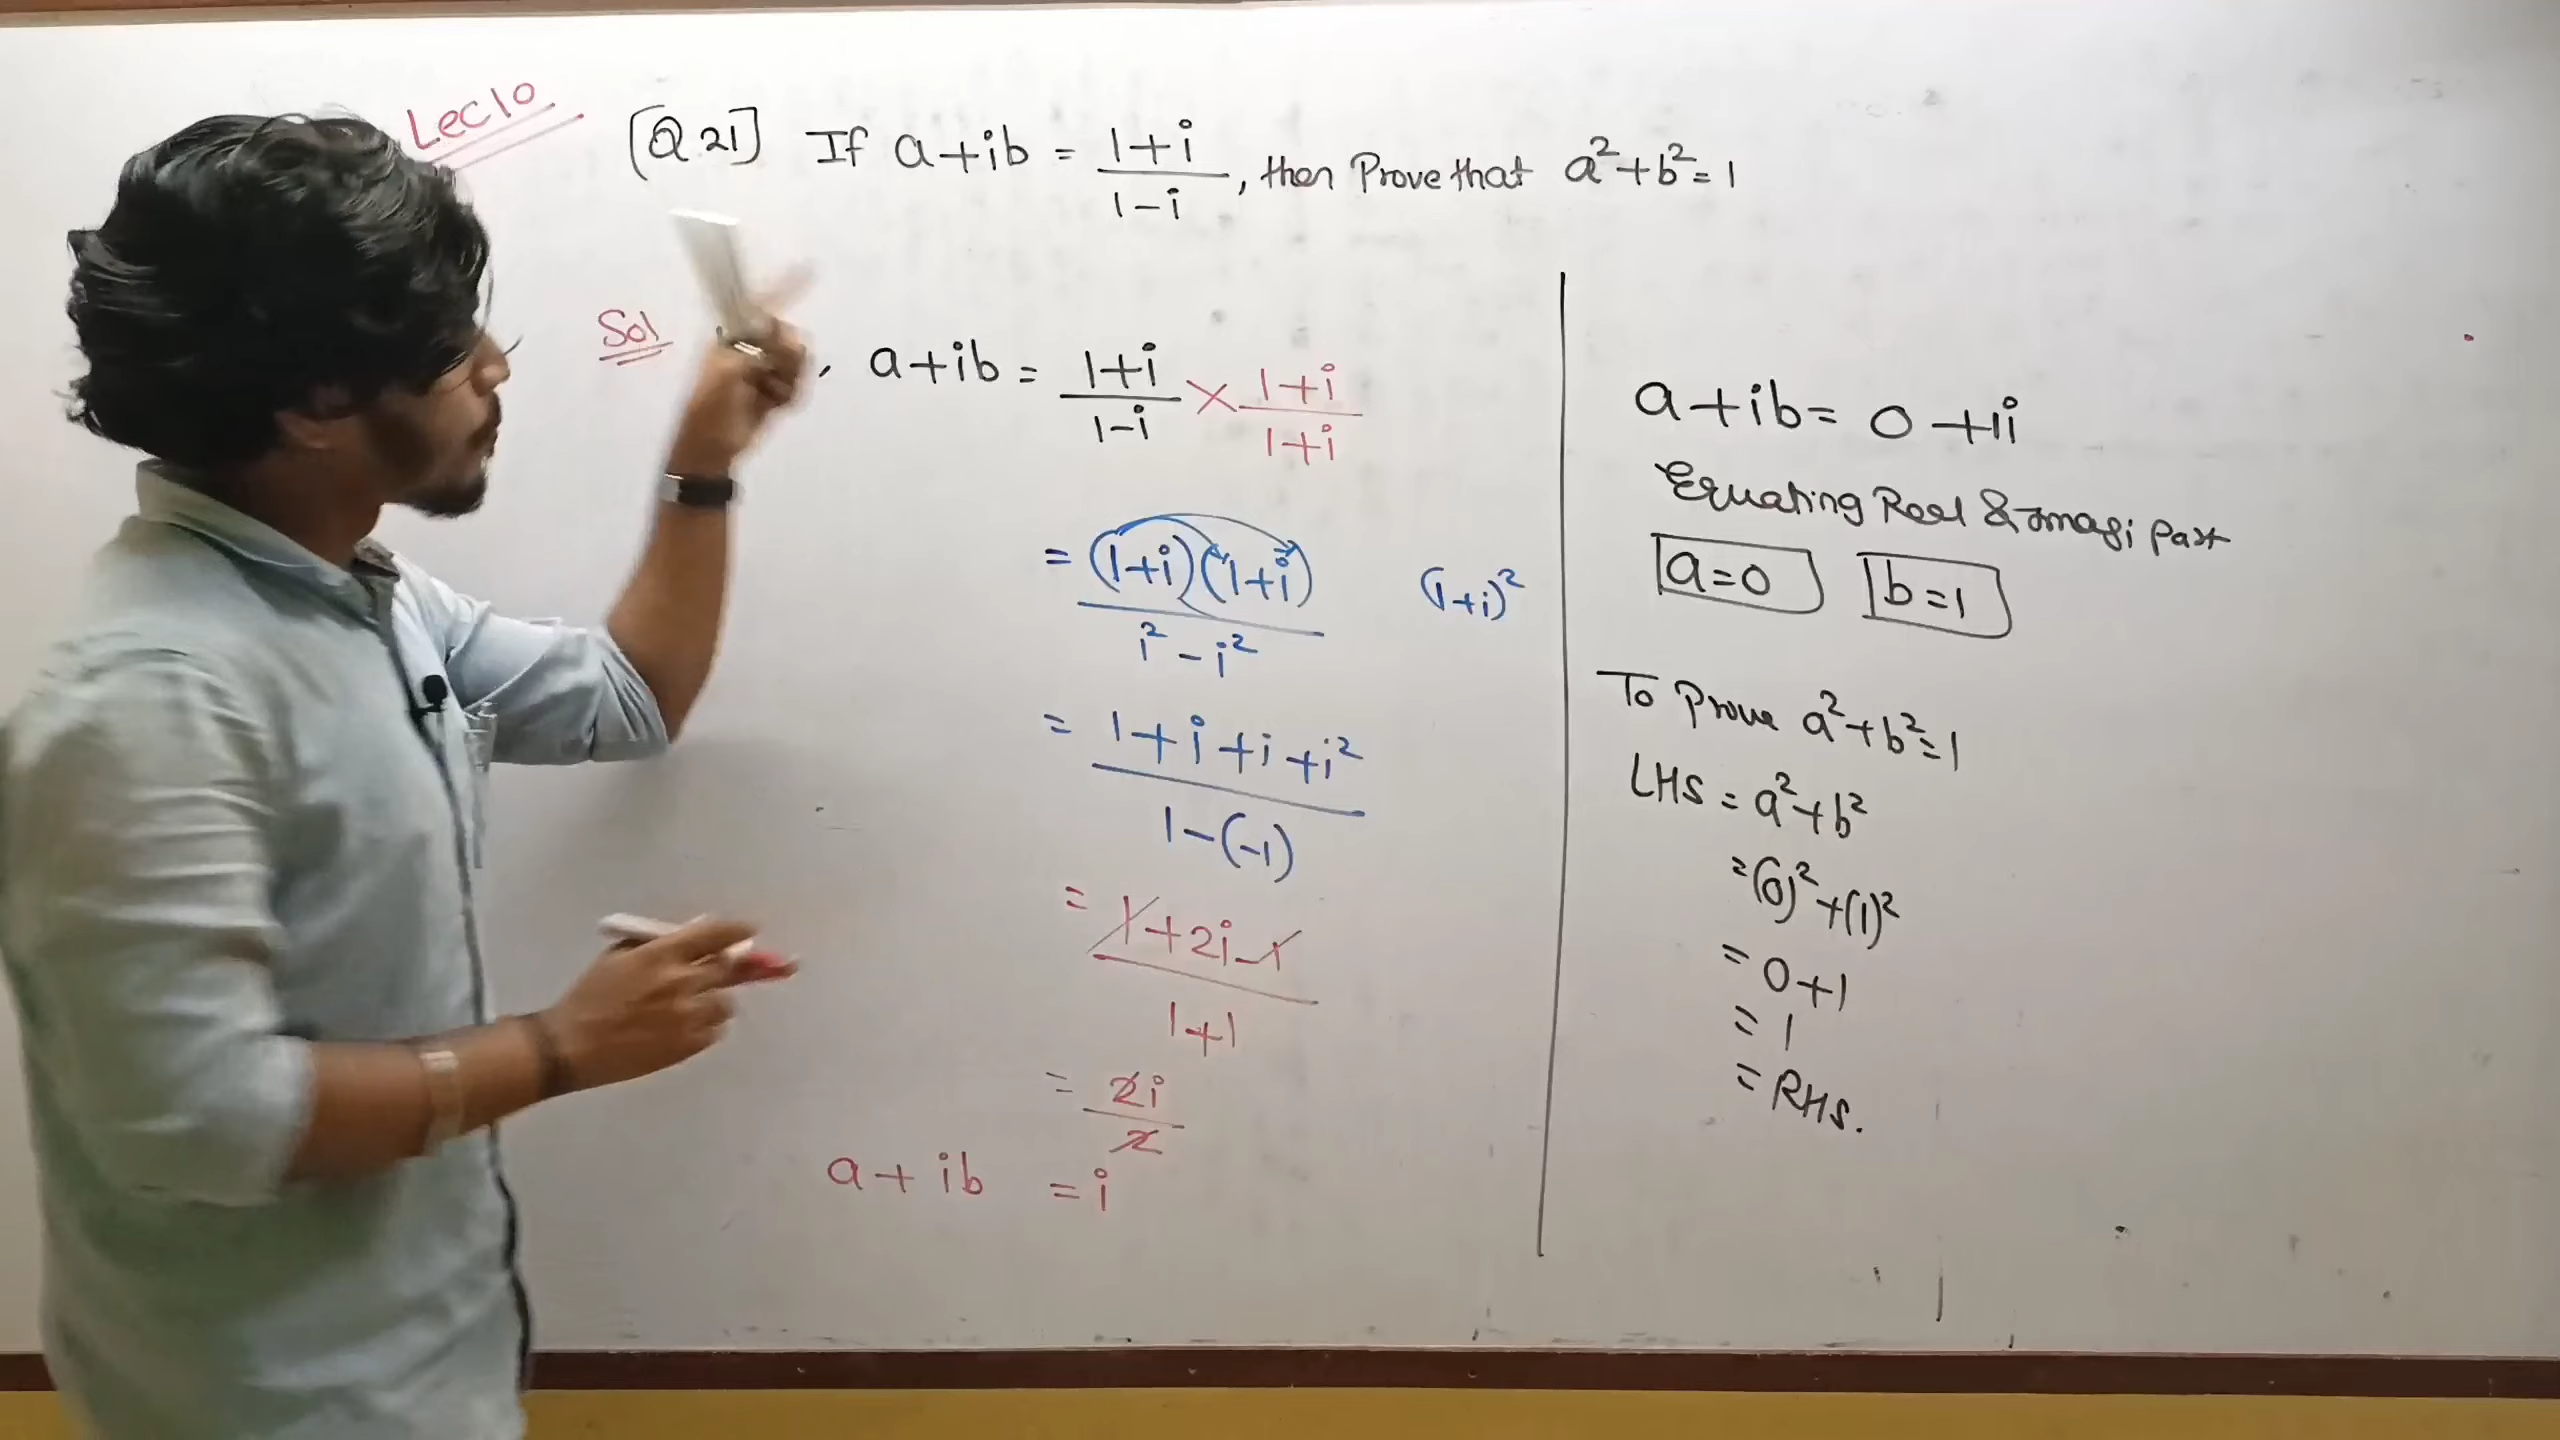 Lec 10
[Q.21] If a+ib = (1+i)/(1-i), then Prove that a²+b²=1
Sol
, a+ib = (1+i)/(1-i) × (1+i)/(1+i)
= (1+i)(1+i)/(i²-i²)
(1+i)²
= (1+i+i+i²)/(1-(-1))
= (1+2i-1)/(1+1)
= 2i/2
a+ib = i
a+ib = 0+1i
Equating Real & imagi Part
a=0 b=1
To Prove a²+b²=1
LHS = a²+b²
=(0)²+(1)²
= 0+1
= 1
= RHS.